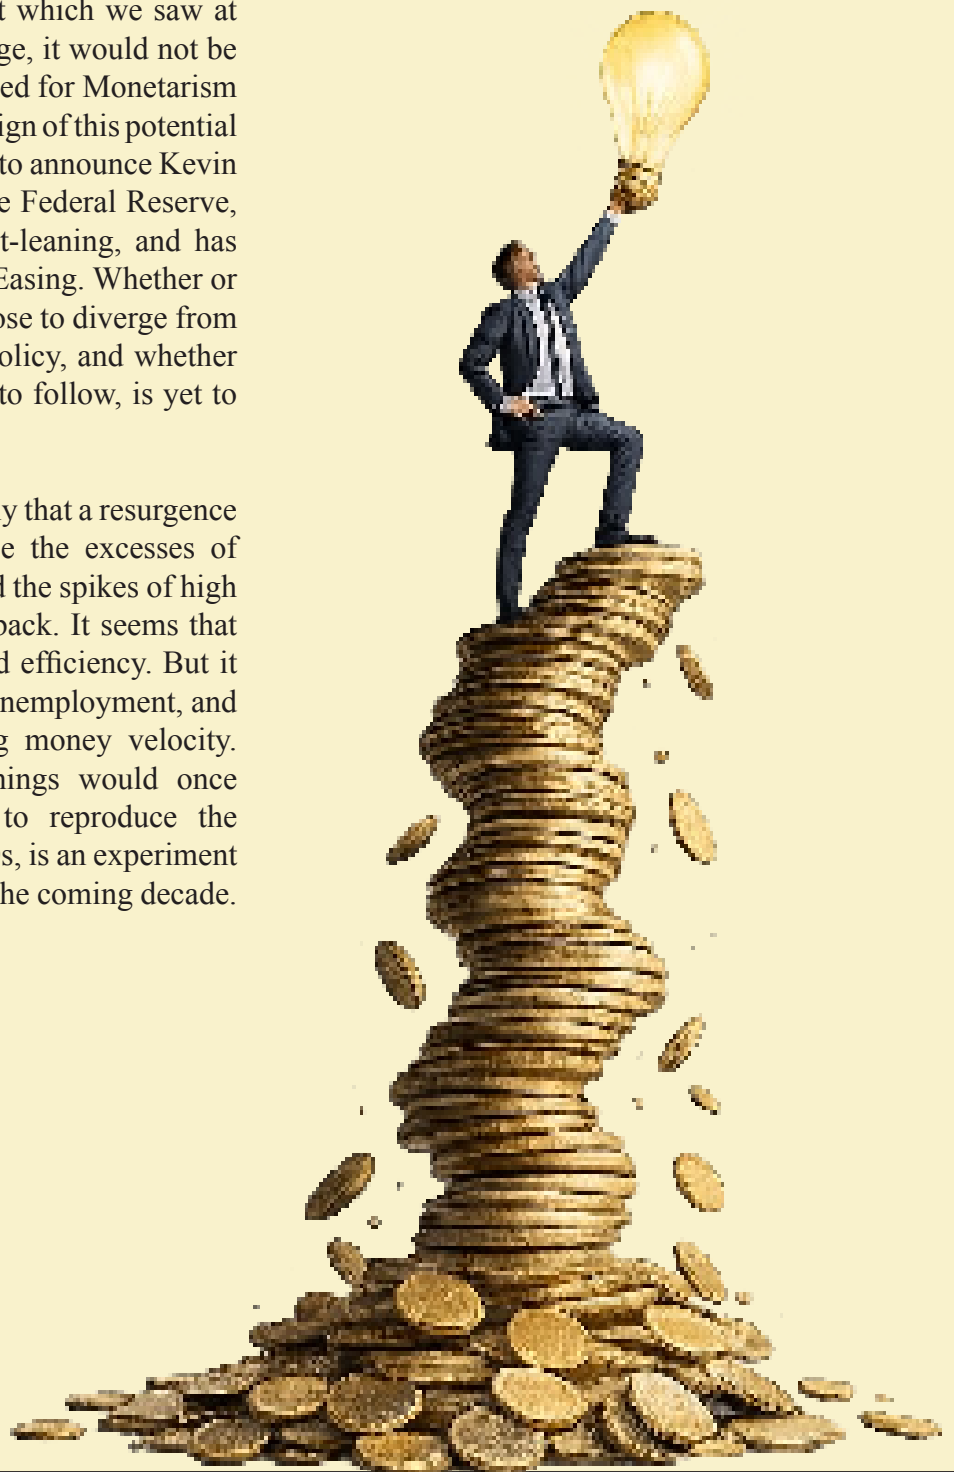 t which we saw at
ge, it would not be
ed for Monetarism
ign of this potential
to announce Kevin
e Federal Reserve,
t-leaning, and has
Easing. Whether or
ose to diverge from
olicy, and whether
to follow, is yet to
y that a resurgence
e the excesses of
d the spikes of high
back. It seems that
d efficiency. But it
nemployment, and
g money velocity.
nings would once
to reproduce the
s, is an experiment
he coming decade.